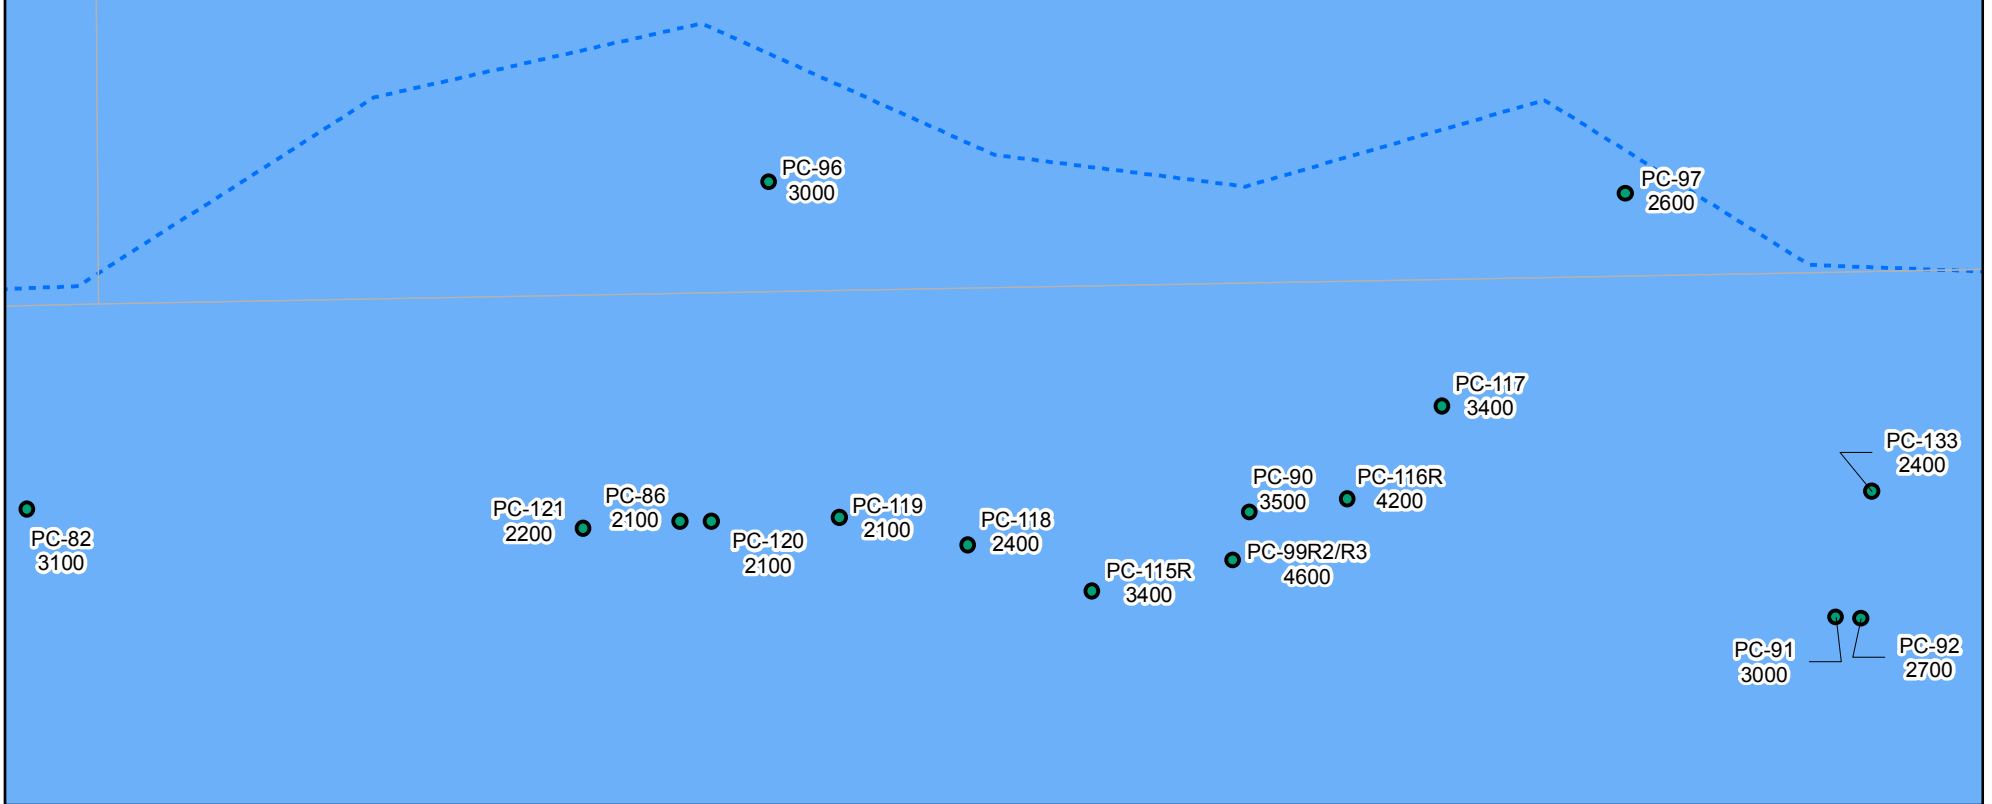 PC-96
3000
PC-97
2600
PC-117
3400
PC-133
2400
PC-90
3500
PC-116R
4200
PC-86
2100
PC-121
2200
PC-119
2100
PC-118
2400
PC-82
3100
PC-120
2100
PC-99R2/R3
4600
PC-115R
3400
PC-91
3000
PC-92
2700